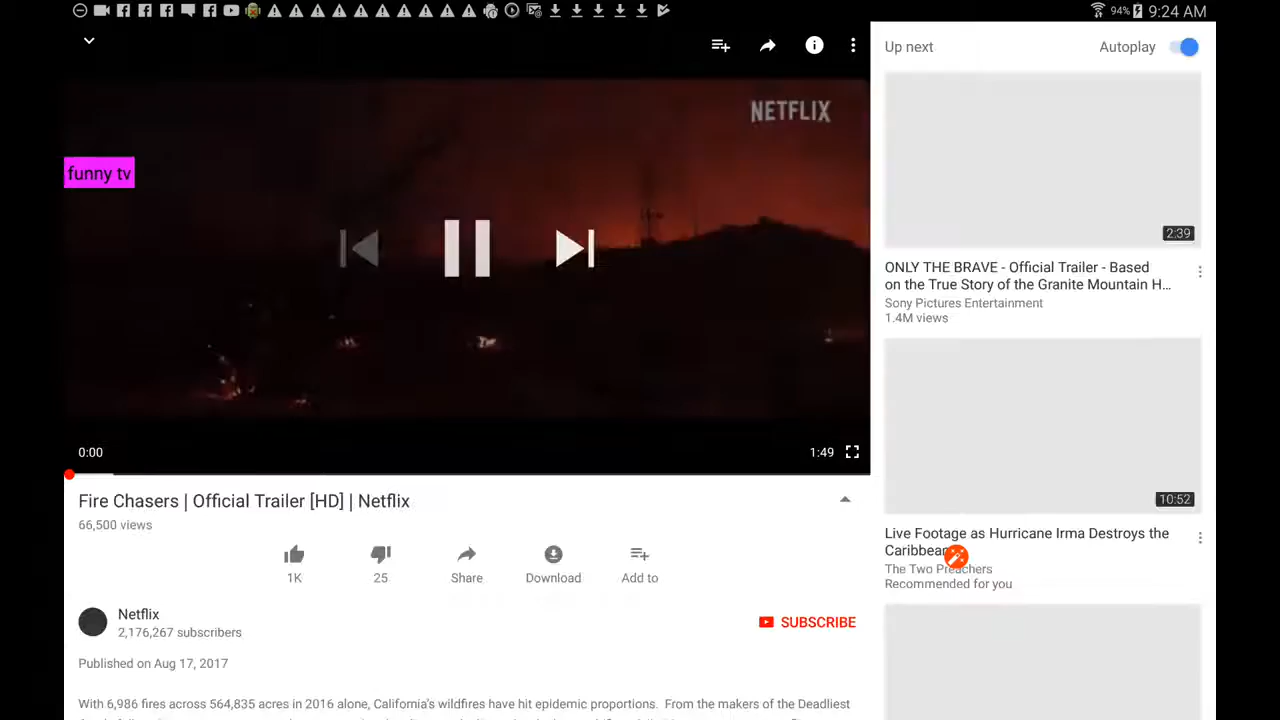 94% 9:24 AM
NETFLIX
funny tv
0:00
1:49
Fire Chasers | Official Trailer [HD] | Netflix
66,500 views
1K
25
Share
Download
Add to
Netflix
2,176,267 subscribers
SUBSCRIBE
Published on Aug 17, 2017
With 6,986 fires across 564,835 acres in 2016 alone, California's wildfires have hit epidemic proportions. From the makers of the Deadliest
Up next
Autoplay
2:39
ONLY THE BRAVE - Official Trailer - Based
on the True Story of the Granite Mountain H...
Sony Pictures Entertainment
1.4M views
10:52
Live Footage as Hurricane Irma Destroys the
Caribbean
The Two Preachers
Recommended for you